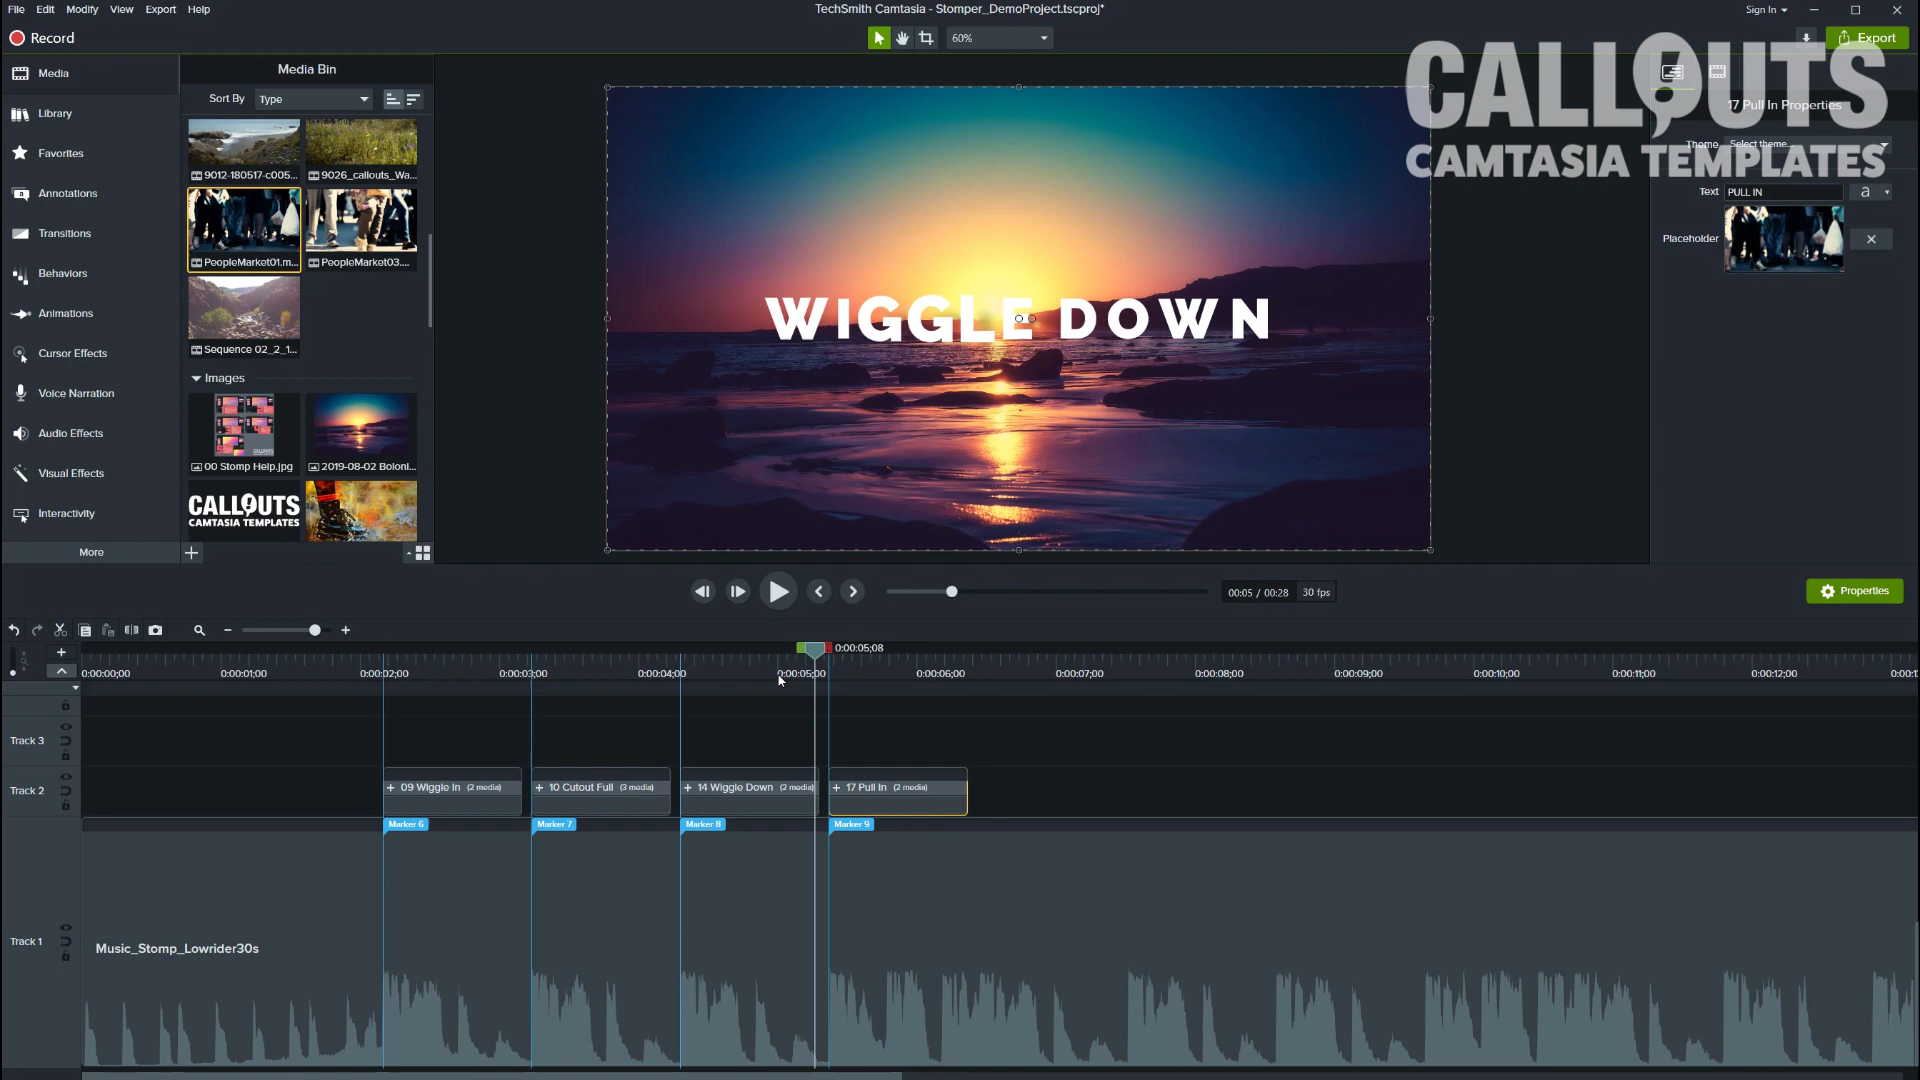 File Edit Modify View Export Help
TechSmith Camtasia - Stomper_DemoProject.tscproj*
Sign In
Record
60%
Export
CALLOUTS
CAMTASIA TEMPLATES
Media
Library
Favorites
Annotations
Transitions
Behaviors
Animations
Cursor Effects
Voice Narration
Audio Effects
Visual Effects
Interactivity
More
Media Bin
Sort By Type
9012-180517-c005...
9026_callouts_Wa...
PeopleMarket01.m...
PeopleMarket03....
Sequence 02_2_1...
Images
00 Stomp Help.jpg
2019-08-02 Boloni...
CALLOUTS
CAMTASIA TEMPLATES
WIGGLE DOWN
17 Pull In Properties
Theme Select theme...
Text PULL IN a
Placeholder
00:05 / 00:28 30 fps
Properties
0:00:05;08
0:00:00;00 0:00:01;00 0:00:02;00 0:00:03;00 0:00:04;00 0:00:05;00 0:00:06;00 0:00:07;00 0:00:08;00 0:00:09;00 0:00:10;00 0:00:11;00 0:00:12;00 0:00:1
Track 3
Track 2
+ 09 Wiggle In (2 media)
+ 10 Cutout Full (3 media)
+ 14 Wiggle Down (2 media)
+ 17 Pull In (2 media)
Marker 6
Marker 7
Marker 8
Marker 9
Track 1
Music_Stomp_Lowrider30s